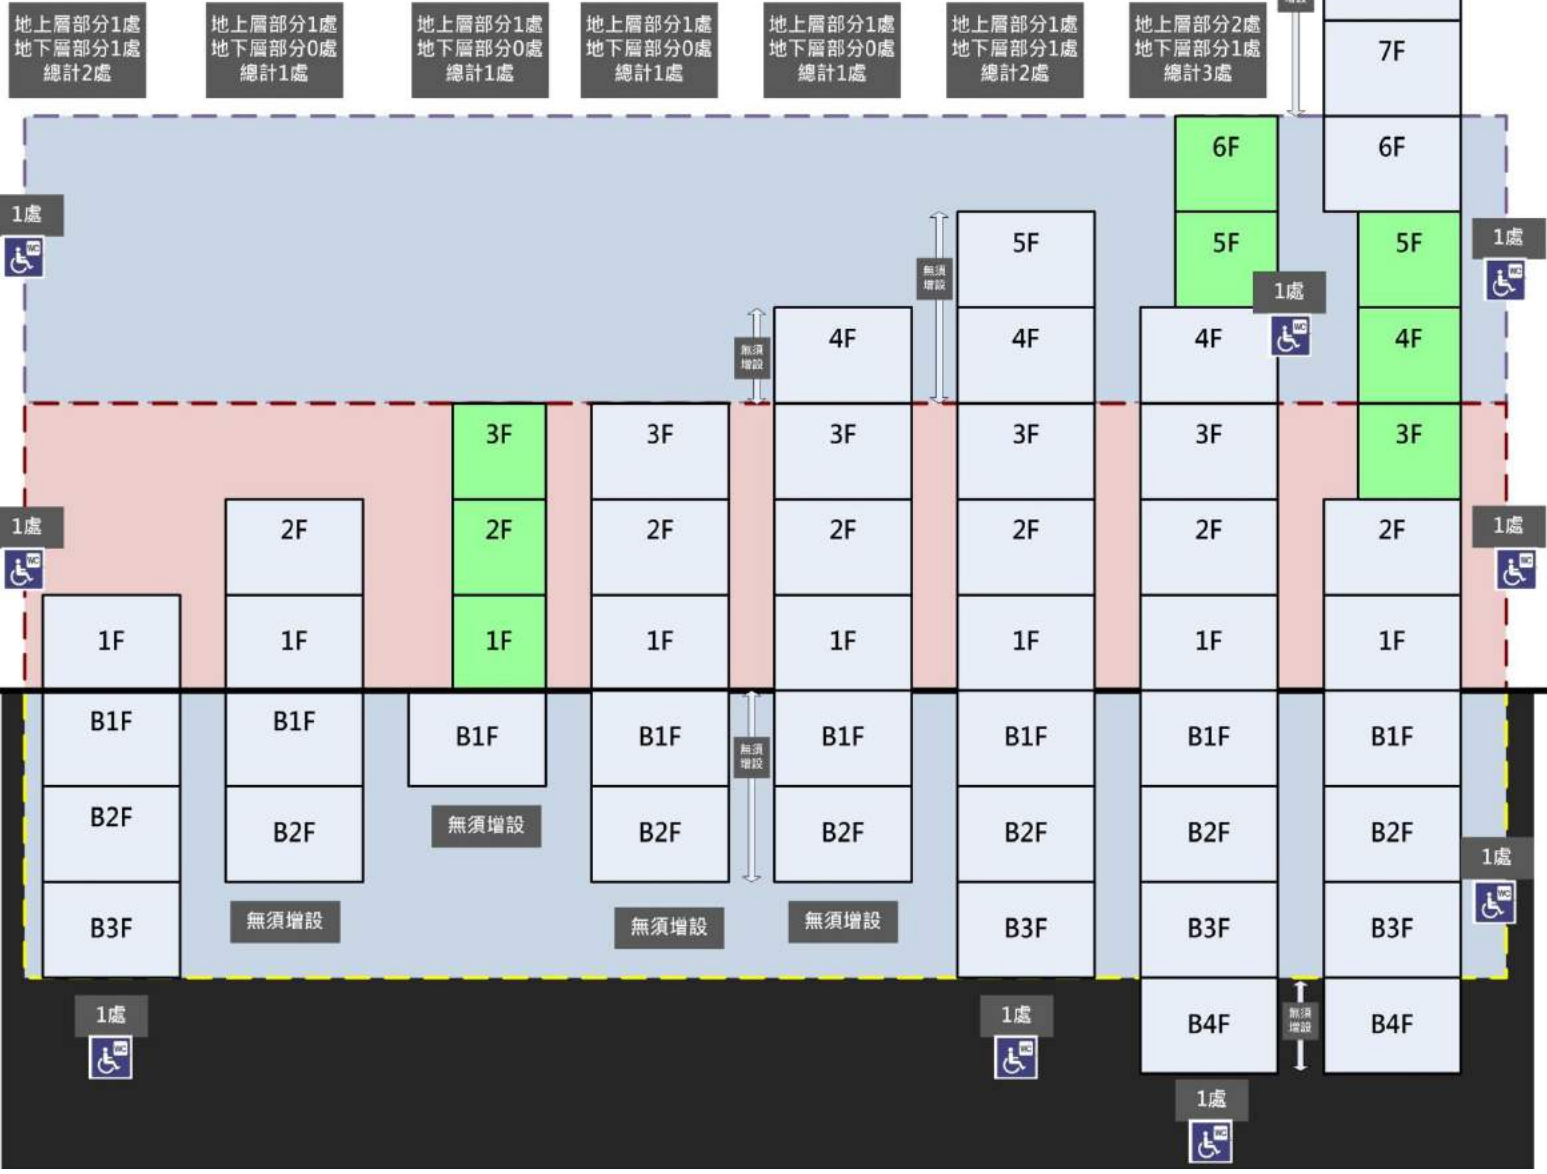 地上層部分1處
地下層部分1處
總計2處
地上層部分1處
地下層部分0處
總計1處
地上層部分1處
地下層部分0處
總計1處
地上層部分1處
地下層部分0處
總計1處
地上層部分1處
地下層部分0處
總計1處
地上層部分1處
地下層部分1處
總計2處
地上層部分2處
地下層部分1處
總計3處
增設
7F
6F
6F
1處
WC
5F
5F
5F
1處
WC
無須
增設
1處
WC
4F
4F
4F
4F
無須
增設
3F
3F
3F
3F
3F
3F
1處
WC
2F
2F
2F
2F
2F
2F
2F
1處
WC
1F
1F
1F
1F
1F
1F
1F
1F
B1F
B1F
B1F
B1F
無須
增設
B1F
B1F
B1F
B1F
B2F
B2F
無須增設
B2F
B2F
B2F
B2F
B2F
1處
WC
B3F
無須增設
無須增設
無須增設
B3F
B3F
B3F
1處
WC
1處
WC
B4F
無須
增設
B4F
1處
WC